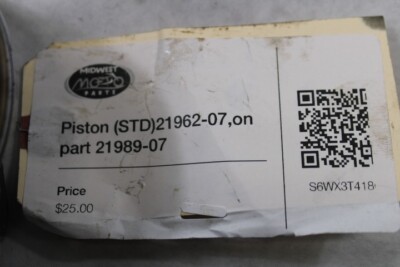 MIDWEST
MOTO
PARTS
Piston (STD)21962-07,on
part 21989-07
Price
$25.00
S6WX3T418